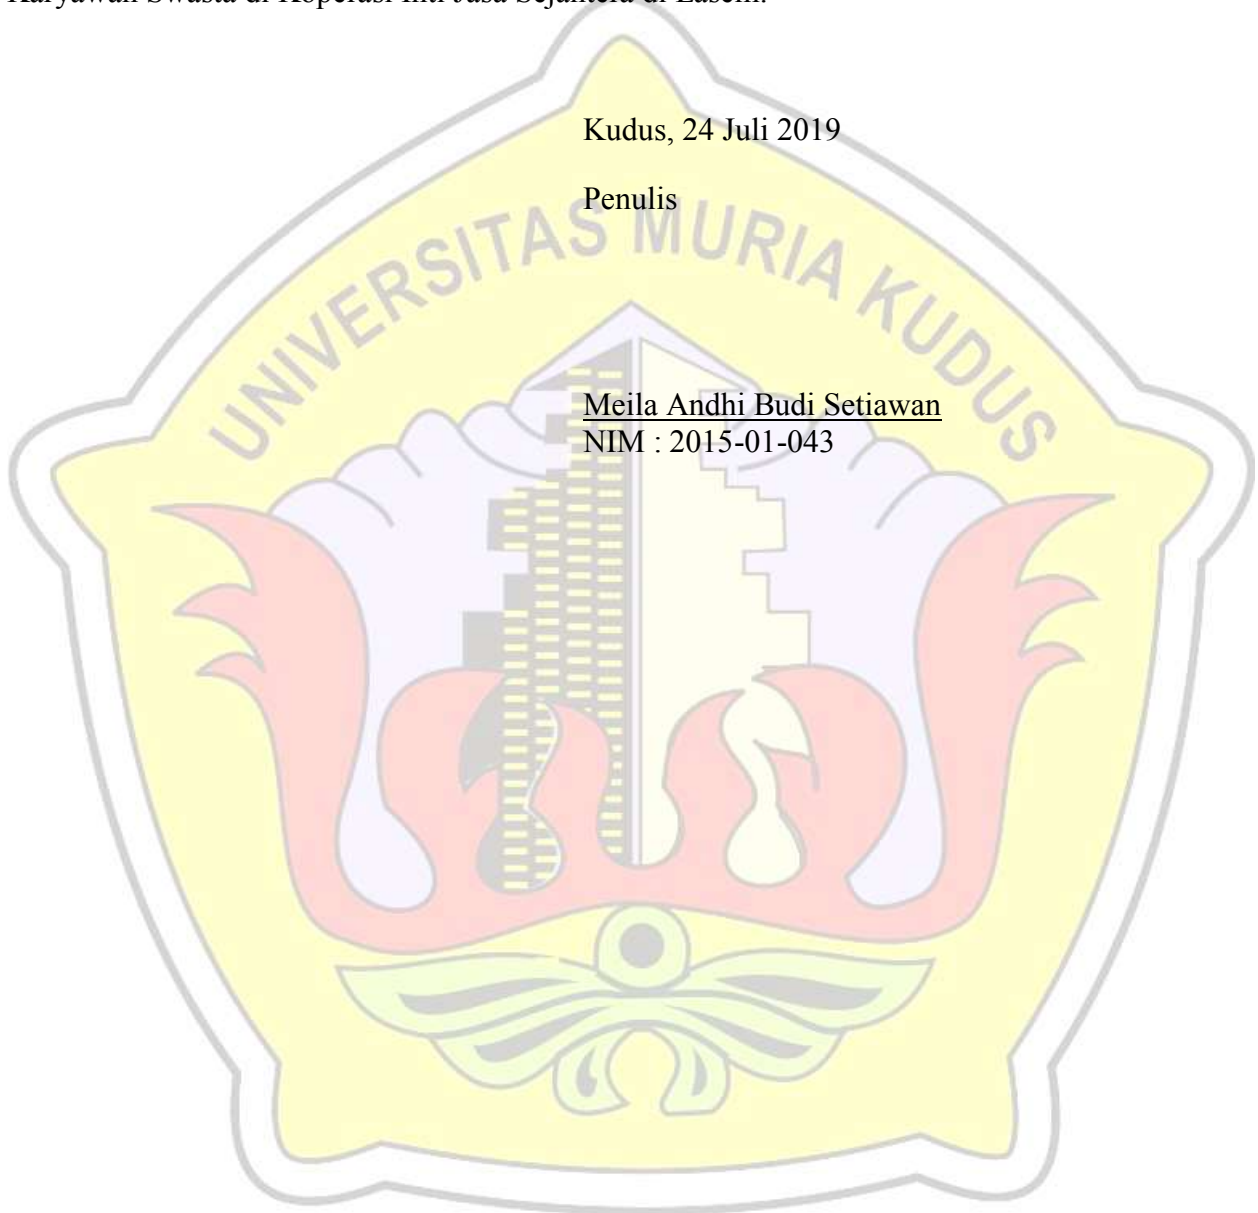 Karyawan Swasta di Koperasi Inti Jasa Sejahtera di Lasem.
Kudus, 24 Juli 2019
Penulis
UNIVERSITAS MURIA KUDUS
Meila Andhi Budi Setiawan
NIM : 2015-01-043